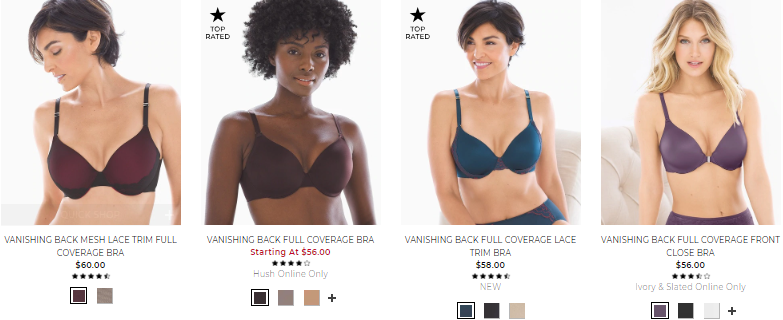 TOP
RATED
TOP
RATED
VANISHING BACK MESH LACE TRIM FULL
COVERAGE BRA
$60.00
VANISHING BACK FULL COVERAGE BRA
Starting At $56.00
Hush Online Only
+
VANISHING BACK FULL COVERAGE LACE
TRIM BRA
$58.00
NEW
VANISHING BACK FULL COVERAGE FRONT
CLOSE BRA
$56.00
Ivory & Slated Online Only
+